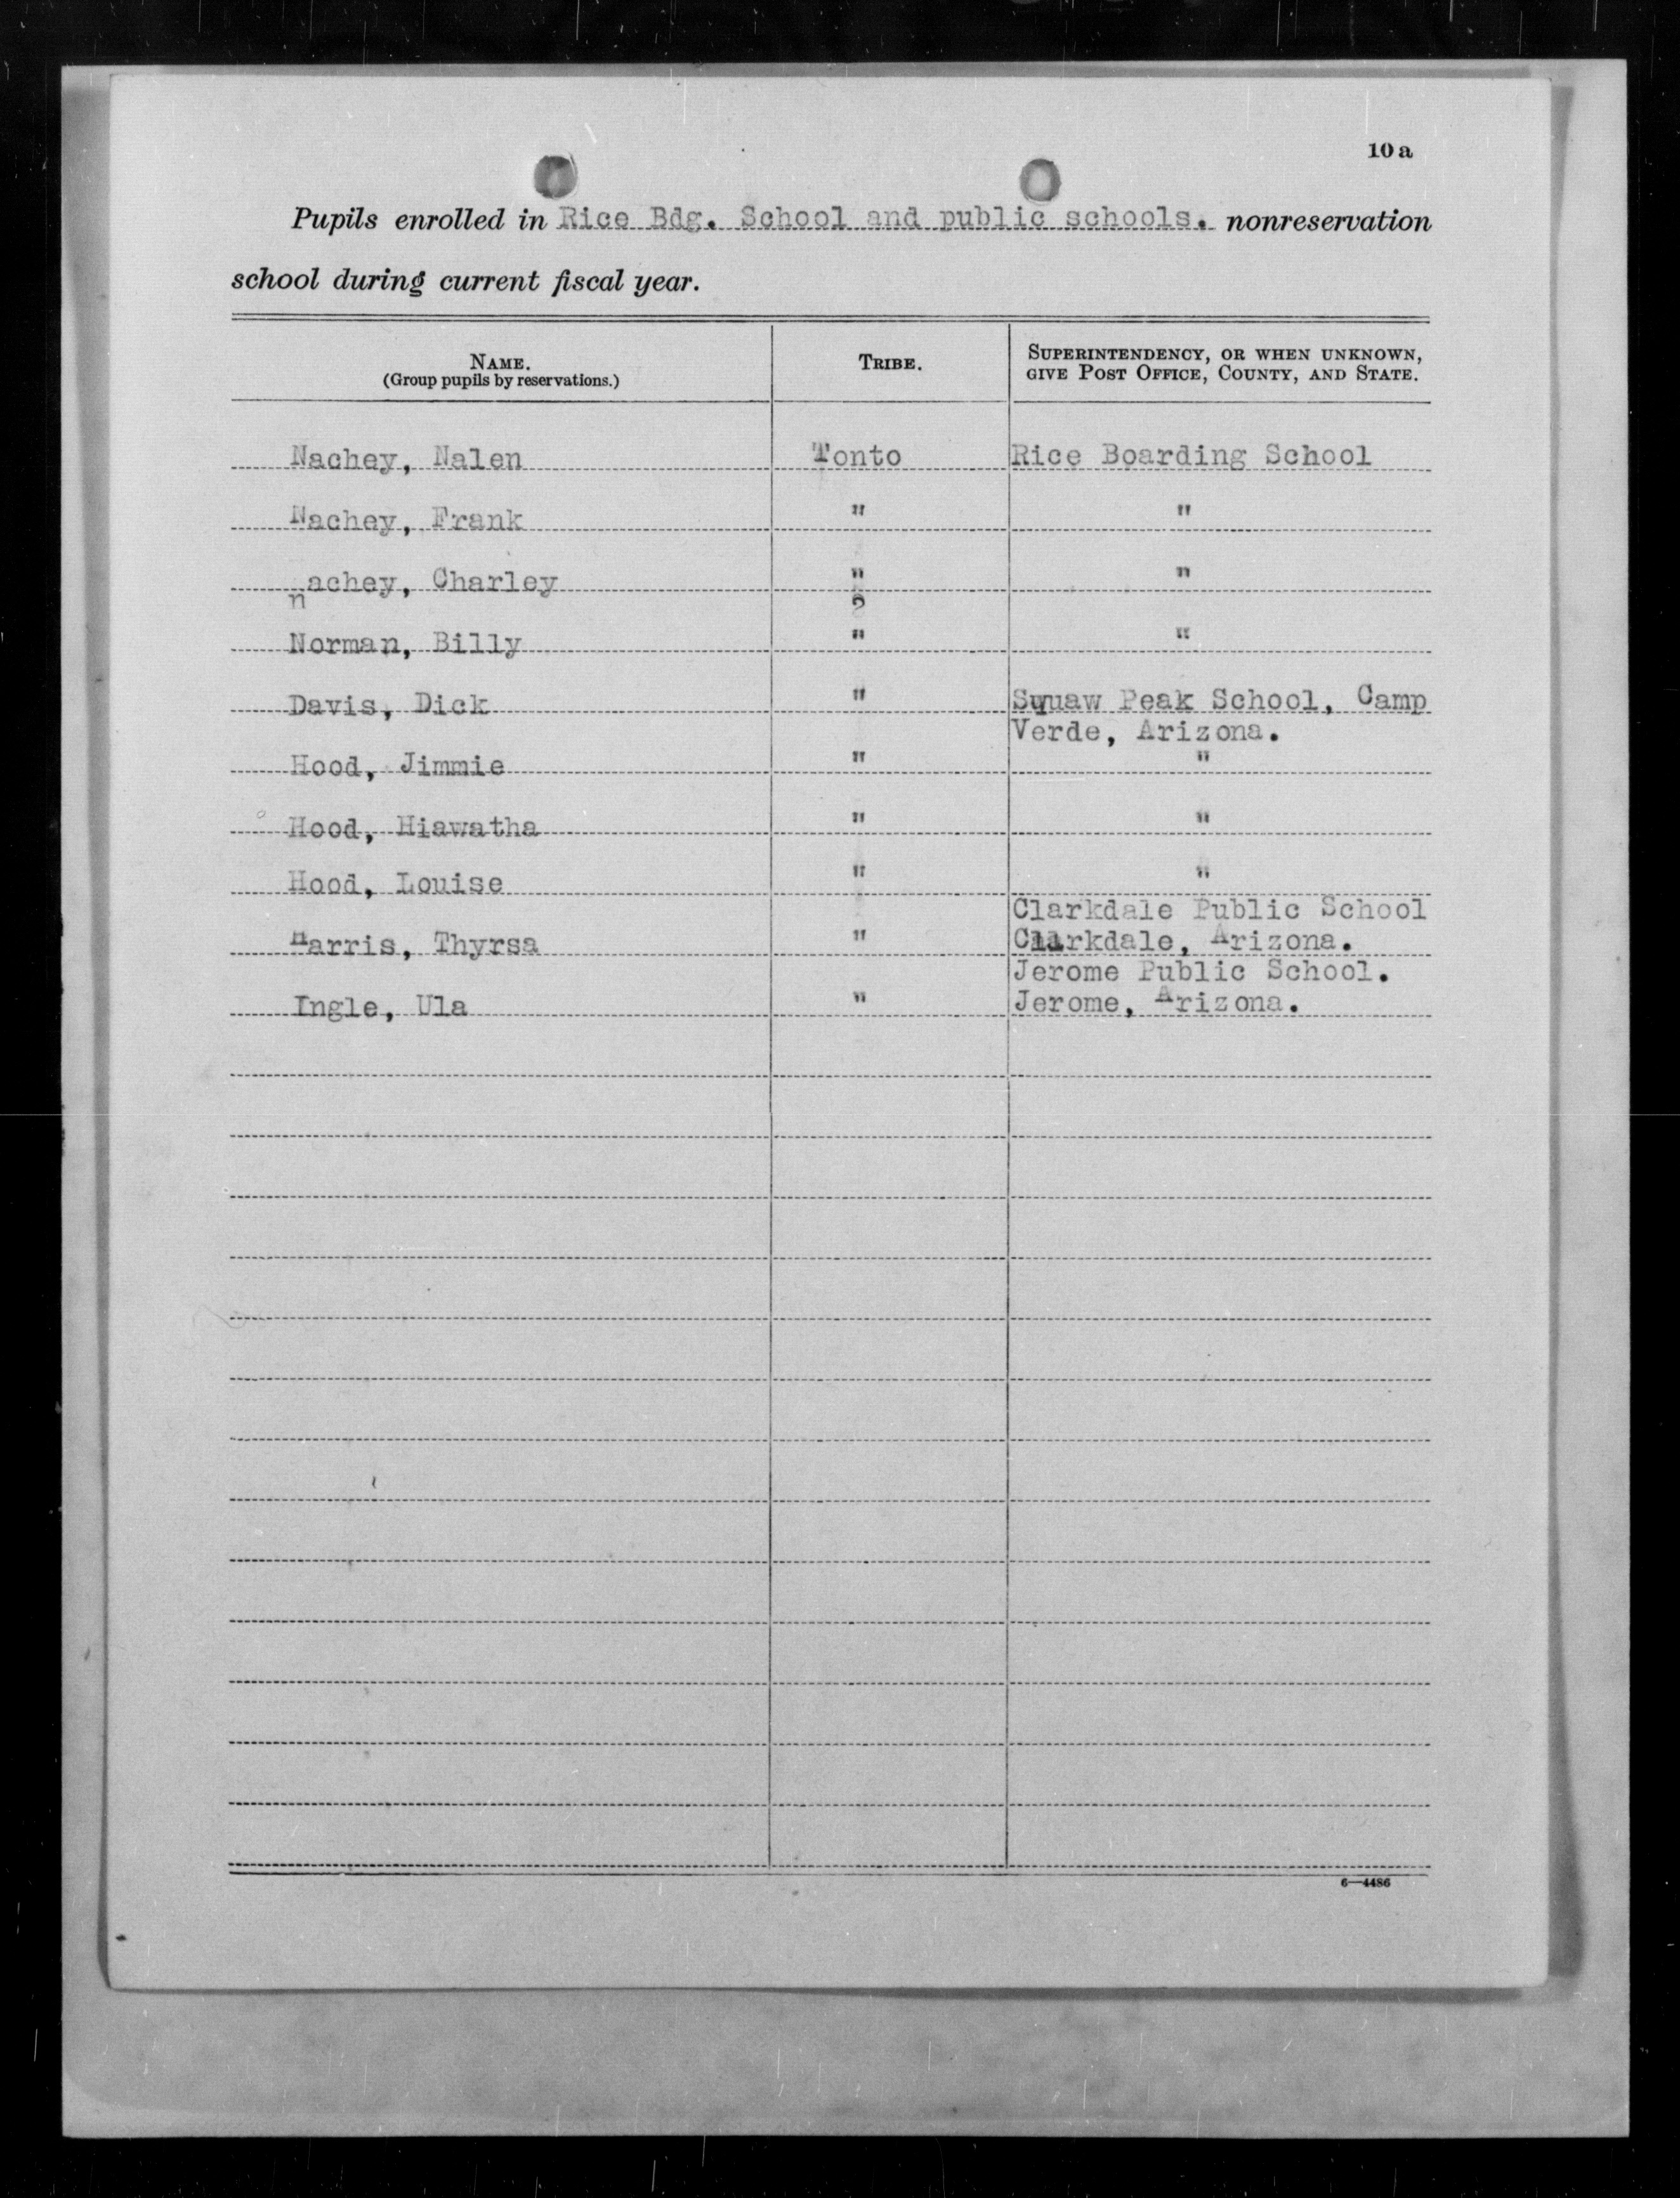 10 a
Pupils enrolled in Rice Bdg. School and public schools. nonreservation
school during current fiscal year.
NAME. TRIBE. SUPERINTENDENCY, OR WHEN UNKNOWN,
(Group pupils by reservations.) GIVE POST OFFICE, COUNTY, AND STATE.
Nachey, Nalen Tonto Rice Boarding School
Nachey, Frank " "
nachey, Charley " "
Norman, Billy " "
Davis, Dick " Squaw Peak School, Camp
Verde, Arizona.
Hood, Jimmie " "
Hood, Hiawatha " "
Hood, Louise " "
Clarkdale Public School
Harris, Thyrsa " Clarkdale, Arizona.
Jerome Public School.
Ingle, Ula " Jerome, Arizona.
6—4486